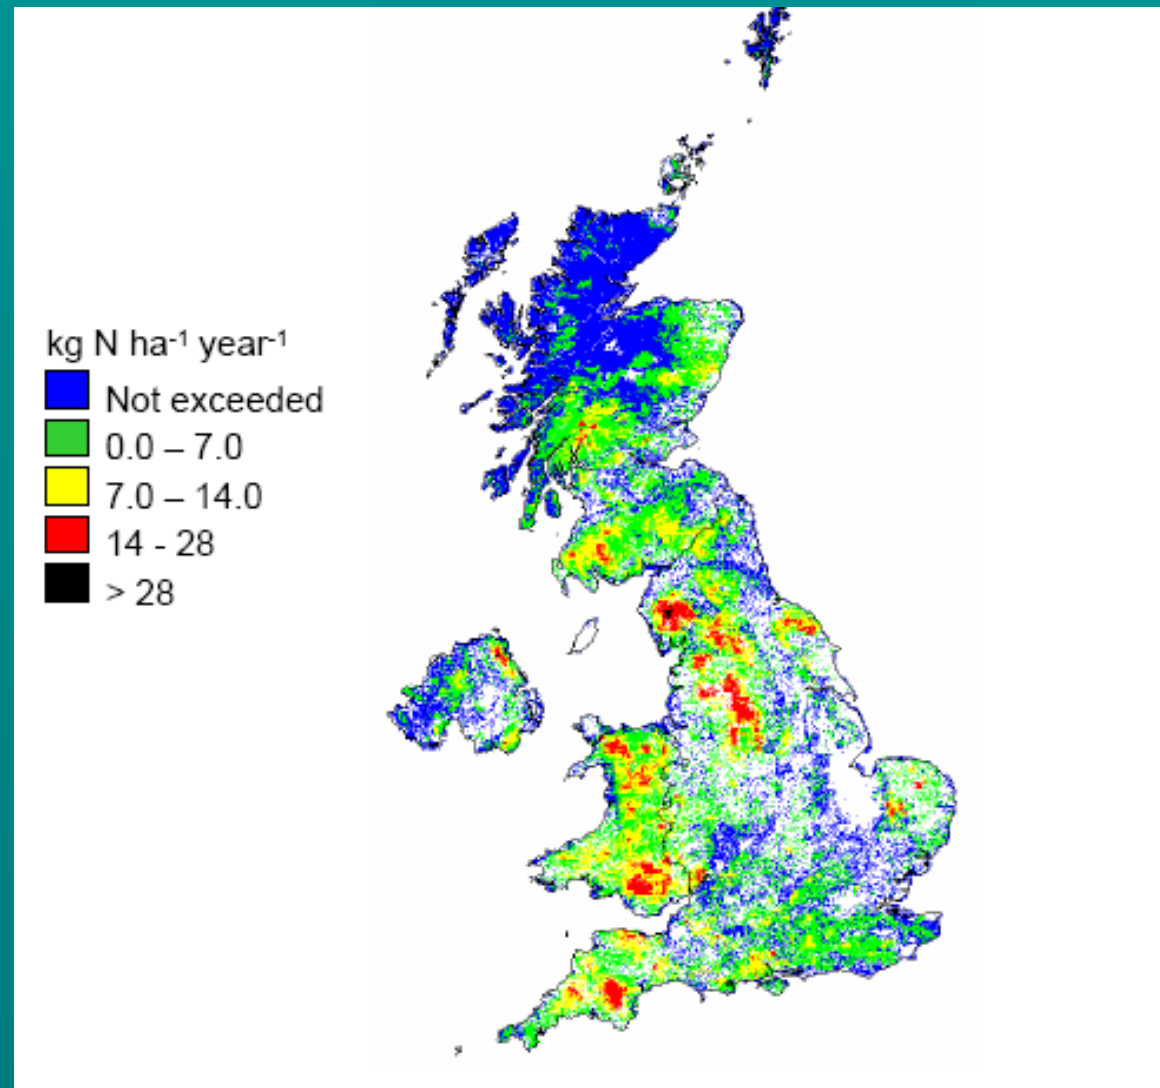 kg N ha-1 year-1
Not exceeded
0.0 – 7.0
7.0 – 14.0
14 - 28
> 28